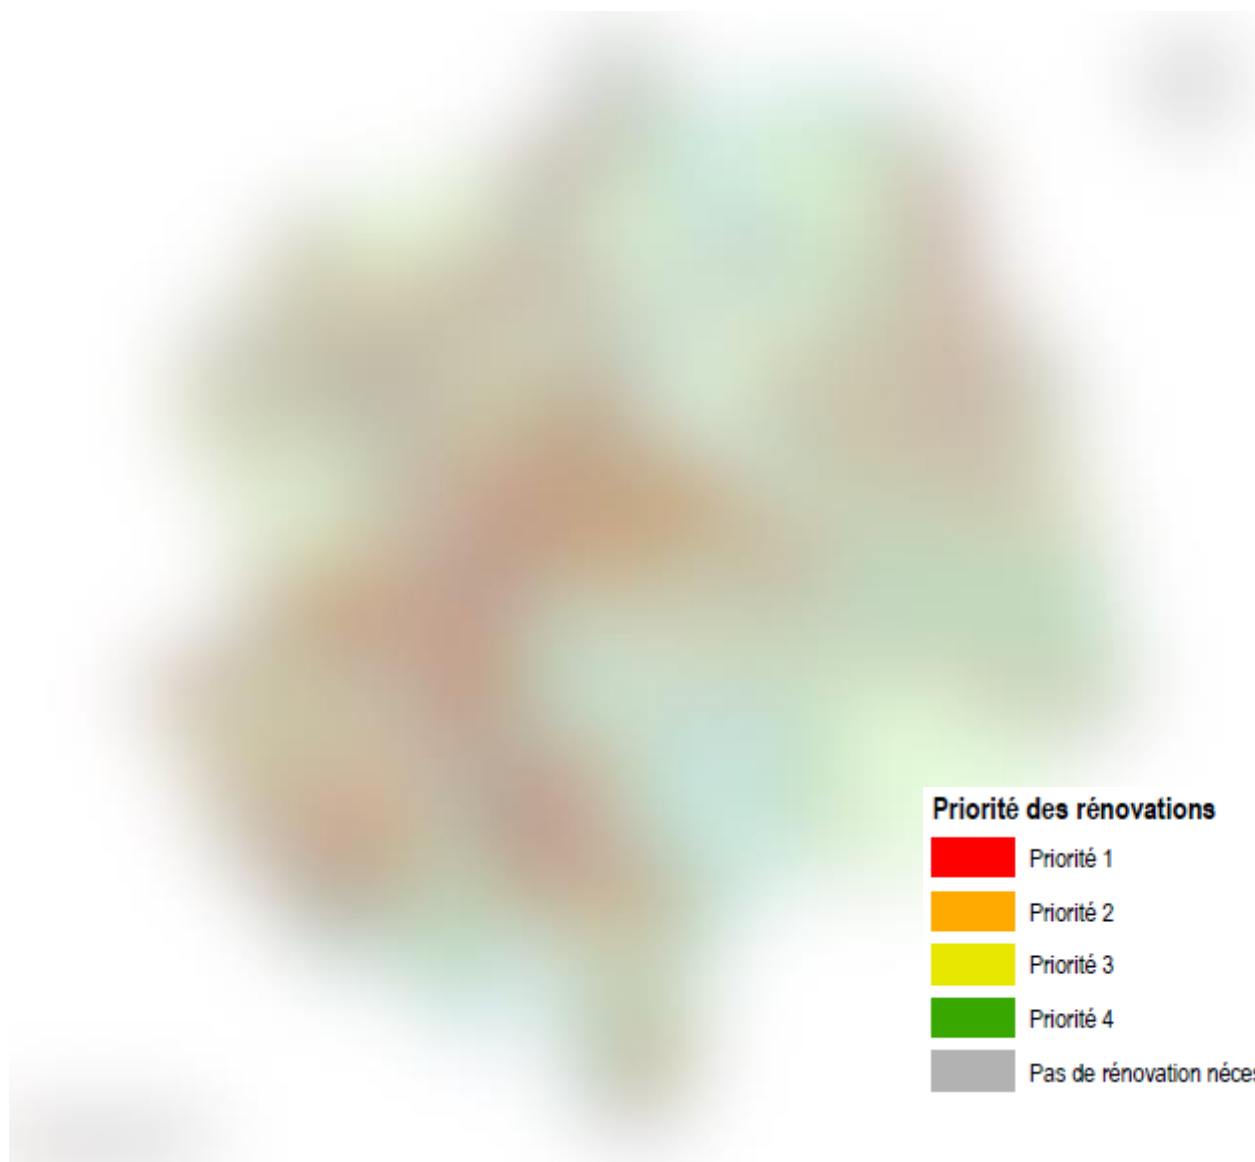 Priorité des rénovations
Priorité 1
Priorité 2
Priorité 3
Priorité 4
Pas de rénovation néces